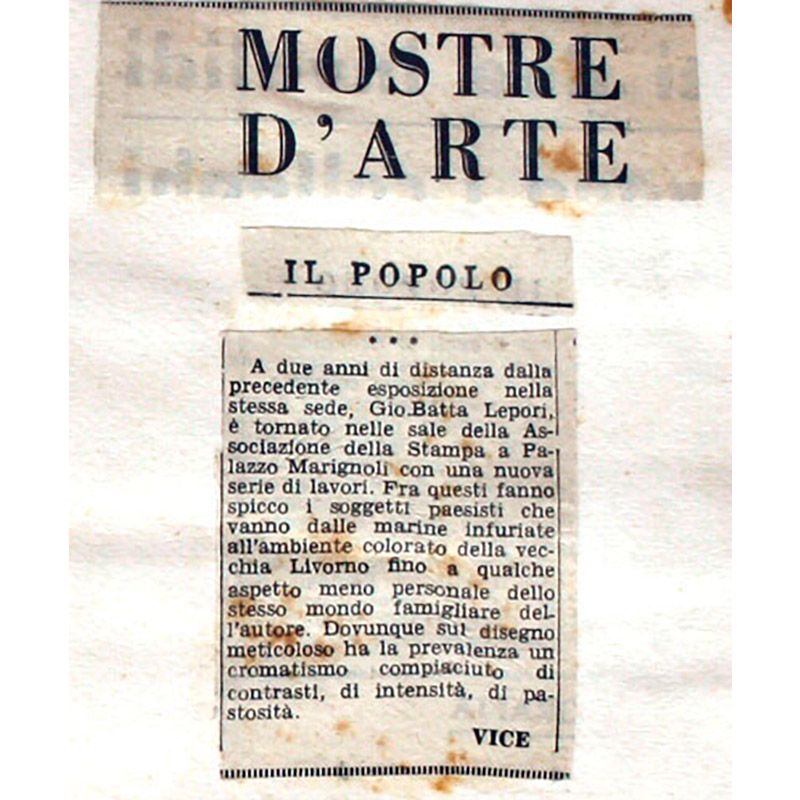 MOSTRE
D'ARTE
IL POPOLO
• • •
A due anni di distanza dalla
precedente esposizione nella
stessa sede, Gio.Batta Lepori,
è tornato nelle sale della As-
sociazione della Stampa a Pa-
lazzo Marignoli con una nuova
serie di lavori. Fra questi fanno
spicco i soggetti paesisti che
vanno dalle marine infuriate
all'ambiente colorato della vec-
chia Livorno fino a qualche
aspetto meno personale dello
stesso mondo famigliare del-
l'autore. Dovunque sul disegno
meticoloso ha la prevalenza un
cromatismo compiaciuto di
contrasti, di intensità, di pa-
stosità.
VICE